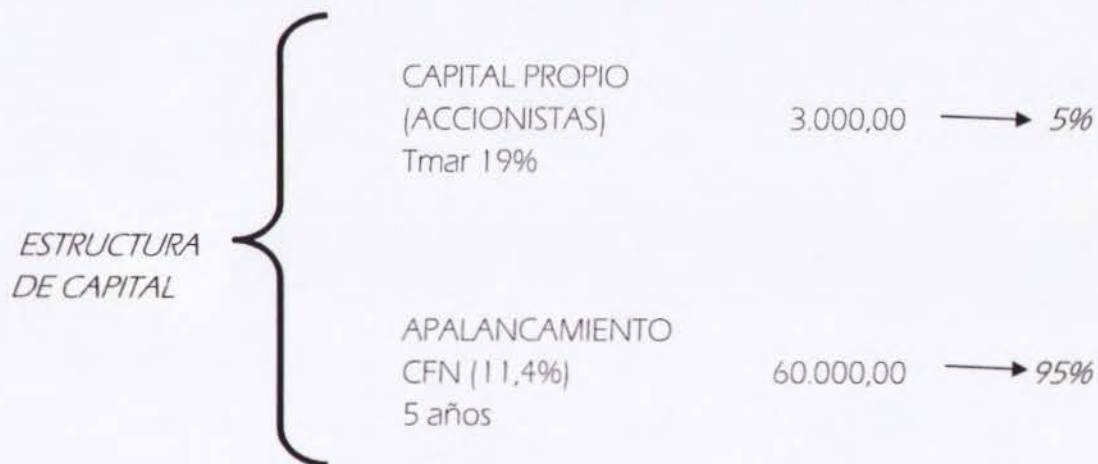 CAPITAL PROPIO
(ACCIONISTAS) 3.000,00 5%
Tmar 19%
ESTRUCTURA
DE CAPITAL
APALANCAMIENTO
CFN (11,4%) 60.000,00 95%
5 años